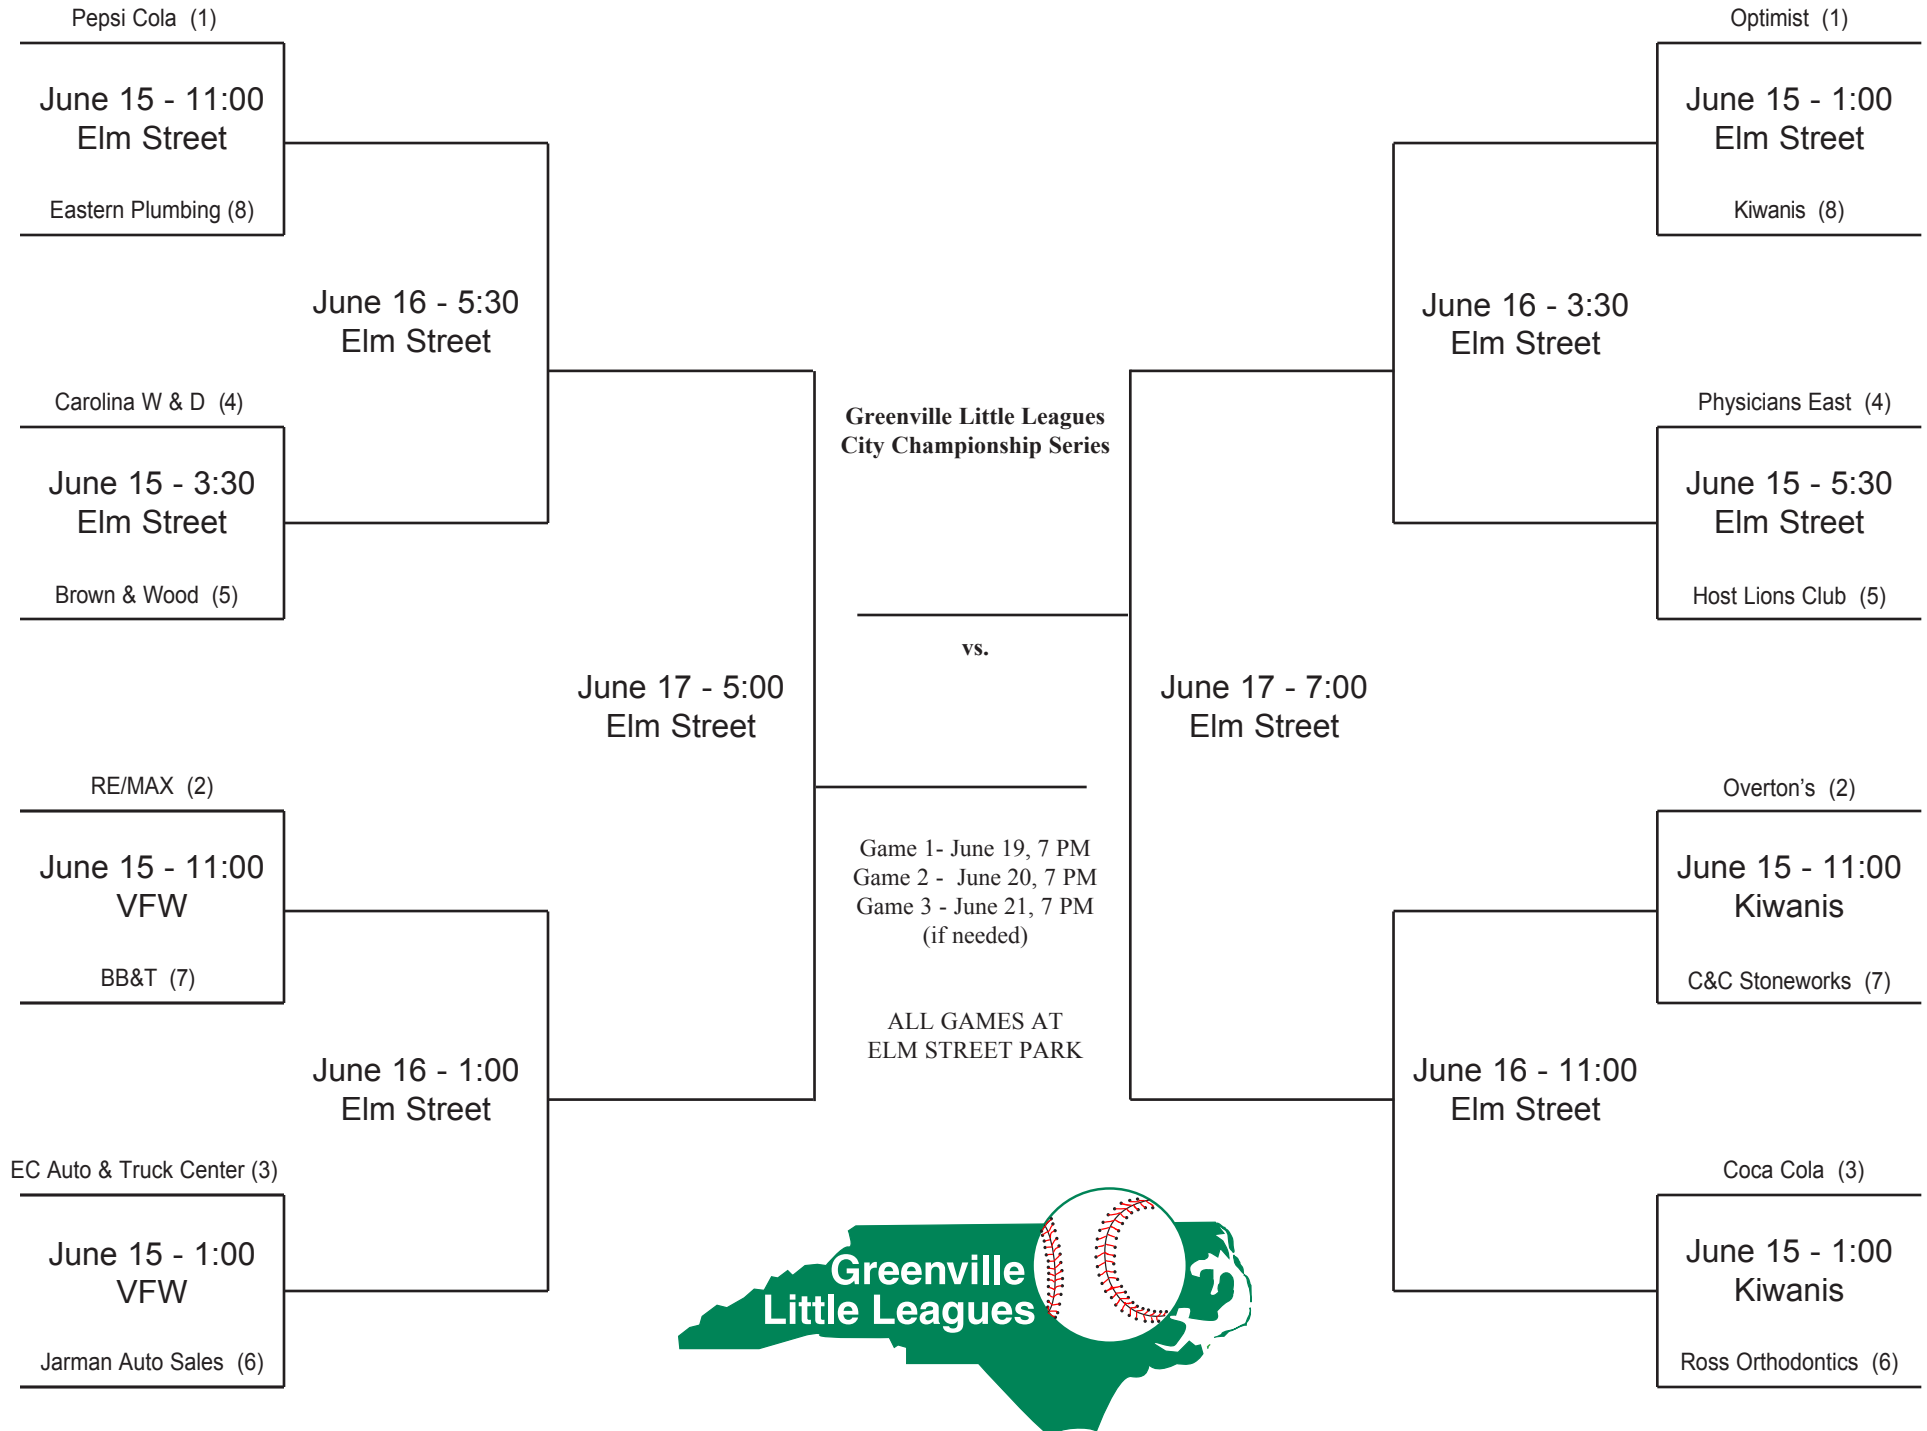 Pepsi Cola (1)
June 15 - 11:00
Elm Street
Eastern Plumbing (8)
June 16 - 5:30
Elm Street
Carolina W & D (4)
June 15 - 3:30
Elm Street
Brown & Wood (5)
June 17 - 5:00
Elm Street
RE/MAX (2)
June 15 - 11:00
VFW
BB&T (7)
June 16 - 1:00
Elm Street
EC Auto & Truck Center (3)
June 15 - 1:00
VFW
Jarman Auto Sales (6)
Greenville Little Leagues
City Championship Series
vs.
Game 1- June 19, 7 PM
Game 2 - June 20, 7 PM
Game 3 - June 21, 7 PM
(if needed)
ALL GAMES AT
ELM STREET PARK
Greenville
Little Leagues
Optimist (1)
June 15 - 1:00
Elm Street
Kiwanis (8)
June 16 - 3:30
Elm Street
Physicians East (4)
June 15 - 5:30
Elm Street
Host Lions Club (5)
June 17 - 7:00
Elm Street
Overton's (2)
June 15 - 11:00
Kiwanis
C&C Stoneworks (7)
June 16 - 11:00
Elm Street
Coca Cola (3)
June 15 - 1:00
Kiwanis
Ross Orthodontics (6)